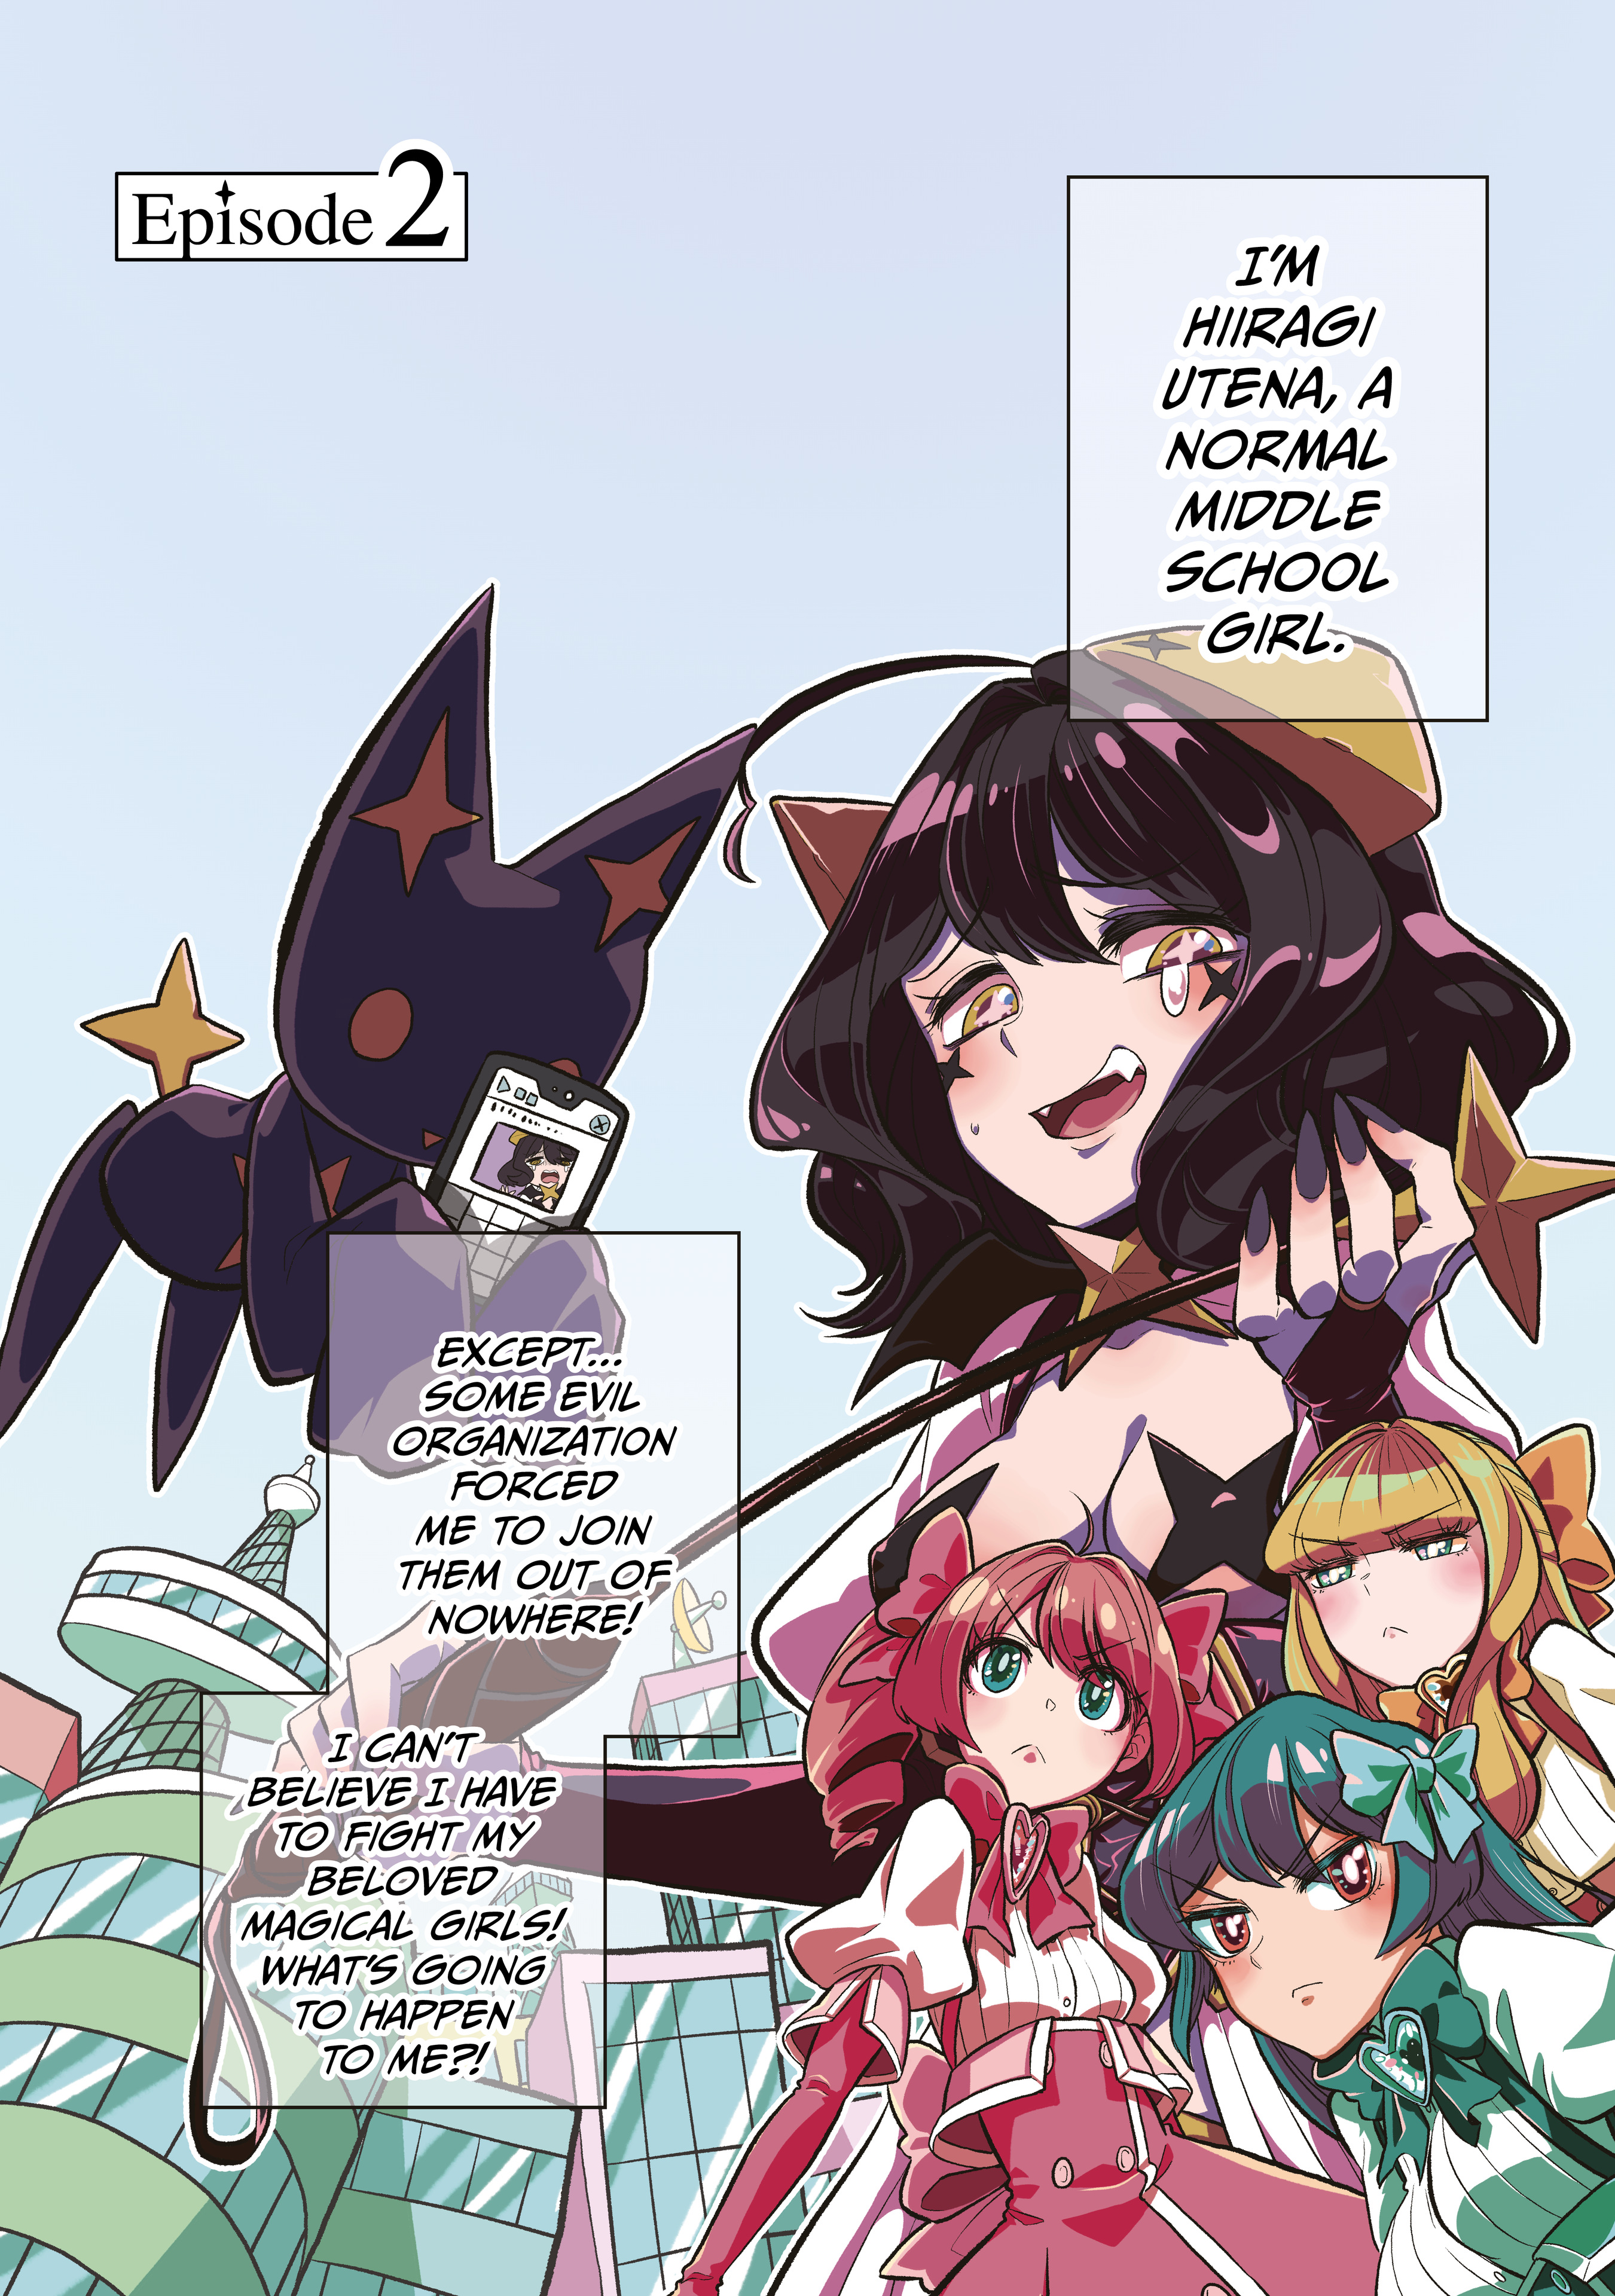 Episode 2
I'M
HIIRAGI
UTENA, A
NORMAL
MIDDLE
SCHOOL
GIRL.
EXCEPT...
SOME EVIL
ORGANIZATION
FORCED
ME TO JOIN
THEM OUT OF
NOWHERE!
I CAN'T
BELIEVE I HAVE
TO FIGHT MY
BELOVED
MAGICAL GIRLS!
WHAT'S GOING
TO HAPPEN
TO ME?!